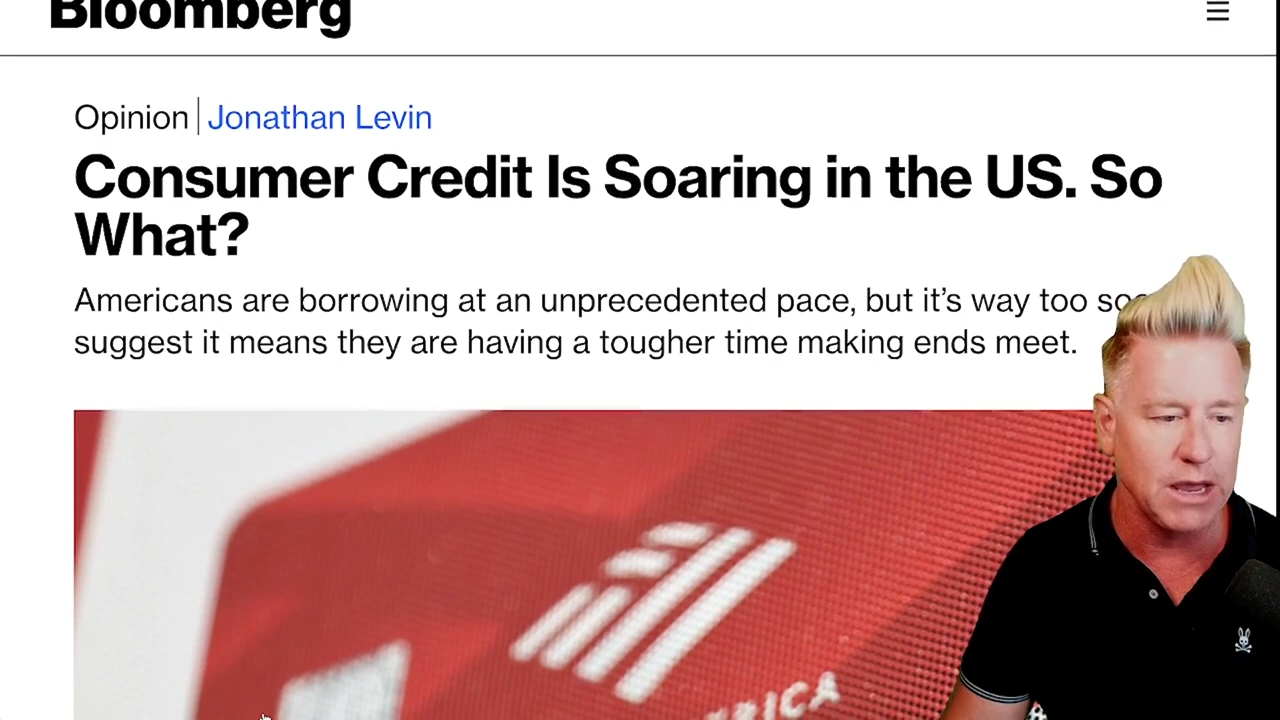 Bloomberg
Opinion | Jonathan Levin
Consumer Credit Is Soaring in the US. So
What?
Americans are borrowing at an unprecedented pace, but it’s way too
suggest it means they are having a tougher time making ends meet.